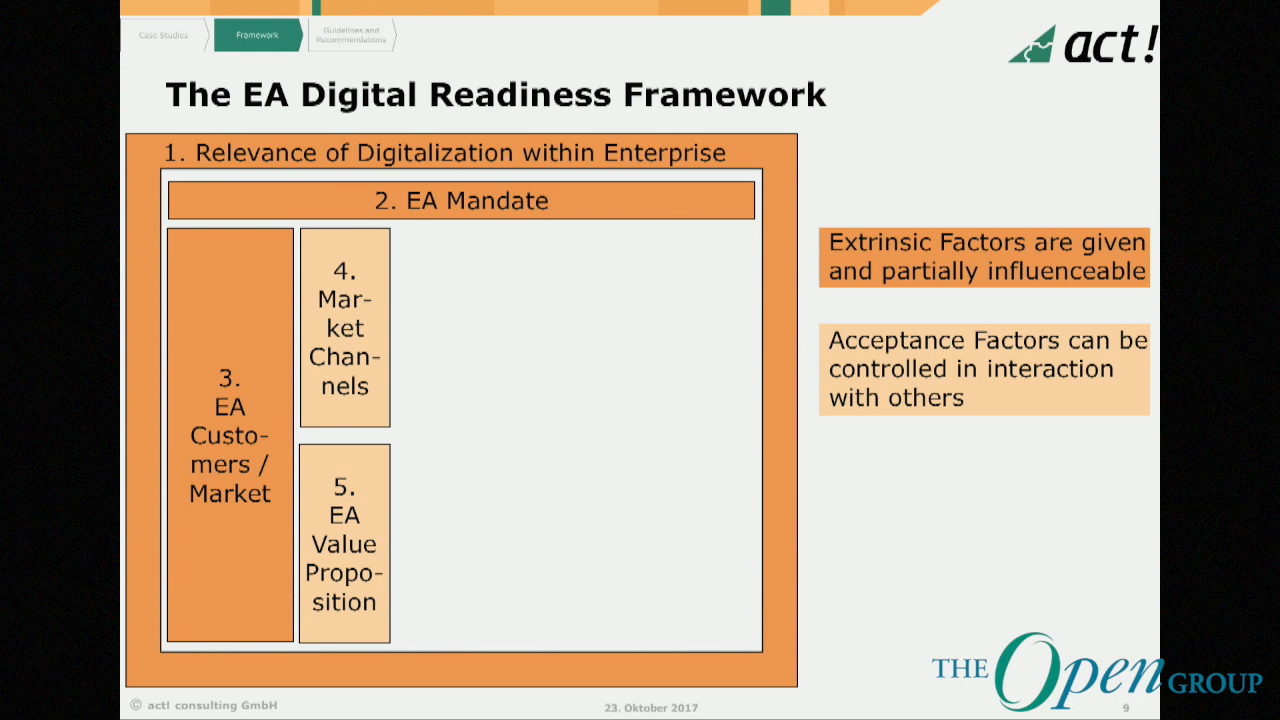 Case Studies
Framework
Guidelines and
Recommendations
act!
The EA Digital Readiness Framework
1. Relevance of Digitalization within Enterprise
2. EA Mandate
3.
EA
Custo-
mers /
Market
4.
Mar-
ket
Chan-
nels
5.
EA
Value
Propo-
sition
Extrinsic Factors are given
and partially influenceable
Acceptance Factors can be
controlled in interaction
with others
THE Open GROUP
© act! consulting GmbH
23. Oktober 2017
9